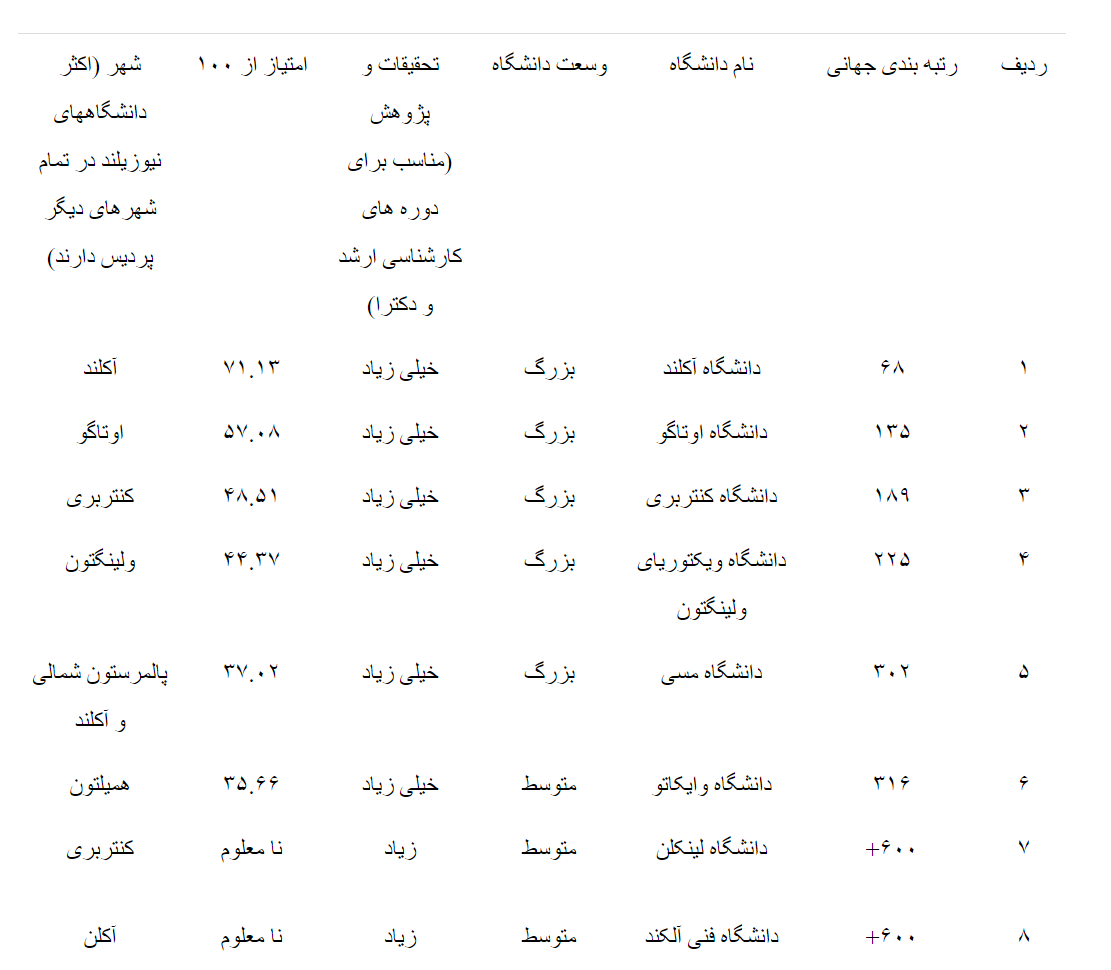 ردیف رتبه بندی جهانی نام دانشگاه وسعت دانشگاه تحقیقات و امتیاز از ۱۰۰ شهر (اکثر
پژوهش دانشگاههای
(مناسب برای نیوزیلند در تمام
دوره های شهرهای دیگر
کارشناسی ارشد پردیس دارند)
و دکترا)
۱ ۶۸ دانشگاه آکلند بزرگ خیلی زیاد ۷۱.۱۳ آکلند
۲ ۱۳۵ دانشگاه اوتاگو بزرگ خیلی زیاد ۵۷.۰۸ اوتاگو
۳ ۱۸۹ دانشگاه کنتربری بزرگ خیلی زیاد ۴۸.۵۱ کنتربری
۴ ۲۲۵ دانشگاه ویکتوریای بزرگ خیلی زیاد ۴۴.۳۷ ولینگتون
ولینگتون
۵ ۳۰۲ دانشگاه مسی بزرگ خیلی زیاد ۳۷.۰۲ پالمرستون شمالی
و آکلند
۶ ۳۱۶ دانشگاه وایکاتو متوسط خیلی زیاد ۳۵.۶۶ همیلتون
۷ ۶۰۰+ دانشگاه لینکلن متوسط زیاد نا معلوم کنتربری
۸ ۶۰۰+ دانشگاه فنی آلکند متوسط زیاد نا معلوم آکلن